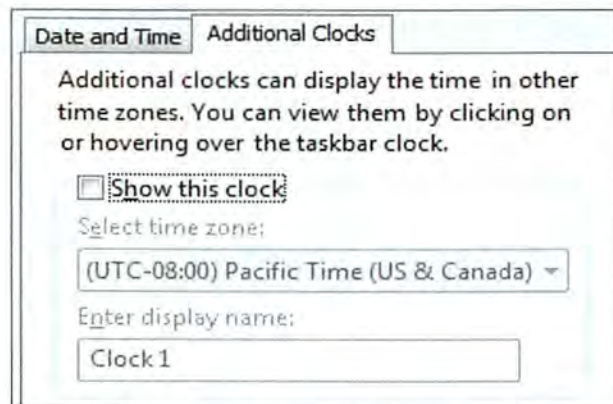 Date and Time
Additional Clocks
Additional clocks can display the time in other
time zones. You can view them by clicking on
or hovering over the taskbar clock.
Show this clock
Select time zone:
(UTC-08:00) Pacific Time (US & Canada)
Enter display name:
Clock 1